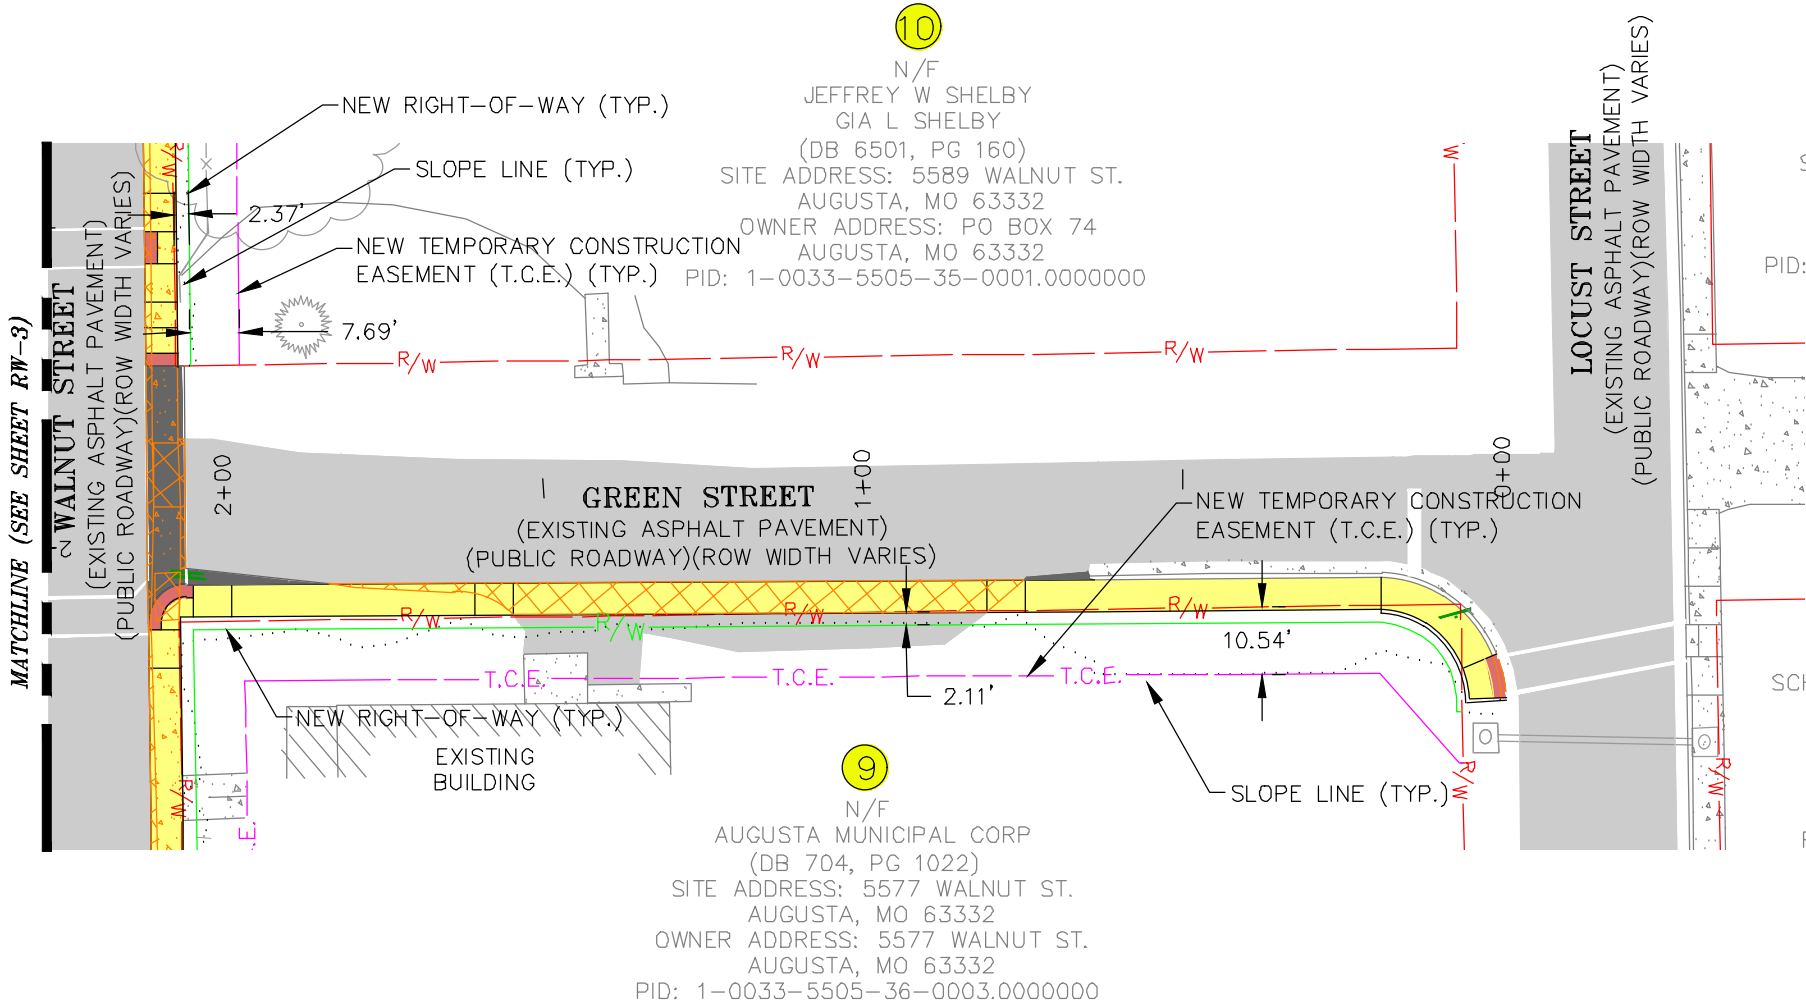 10
N/F
JEFFREY W SHELBY
GIA L SHELBY
(DB 6501, PG 160)
SITE ADDRESS: 5589 WALNUT ST.
AUGUSTA, MO 63332
OWNER ADDRESS: PO BOX 74
AUGUSTA, MO 63332
PID: 1-0033-5505-35-0001.0000000
NEW RIGHT-OF-WAY (TYP.)
SLOPE LINE (TYP.)
2.37'
NEW TEMPORARY CONSTRUCTION
EASEMENT (T.C.E.) (TYP.)
7.69'
R/W
R/W
R/W
R/W
W
MATCHLINE (SEE SHEET RW-3)
WALNUT STREET
(EXISTING ASPHALT PAVEMENT)
(PUBLIC ROADWAY)(ROW WIDTH VARIES)
LOCUST STREET
(EXISTING ASPHALT PAVEMENT)
(PUBLIC ROADWAY)(ROW WIDTH VARIES)
PID:
2+00
1+00
0+00
GREEN STREET
(EXISTING ASPHALT PAVEMENT)
(PUBLIC ROADWAY)(ROW WIDTH VARIES)
NEW TEMPORARY CONSTRUCTION
EASEMENT (T.C.E.) (TYP.)
R/W
R/W
R/W
R/W
10.54'
2.11'
T.C.E.
T.C.E.
T.C.E.
NEW RIGHT-OF-WAY (TYP.)
EXISTING
BUILDING
SLOPE LINE (TYP.)
R/W
R/W
R/W
E.
SCH
9
N/F
AUGUSTA MUNICIPAL CORP
(DB 704, PG 1022)
SITE ADDRESS: 5577 WALNUT ST.
AUGUSTA, MO 63332
OWNER ADDRESS: 5577 WALNUT ST.
AUGUSTA, MO 63332
PID: 1-0033-5505-36-0003.0000000